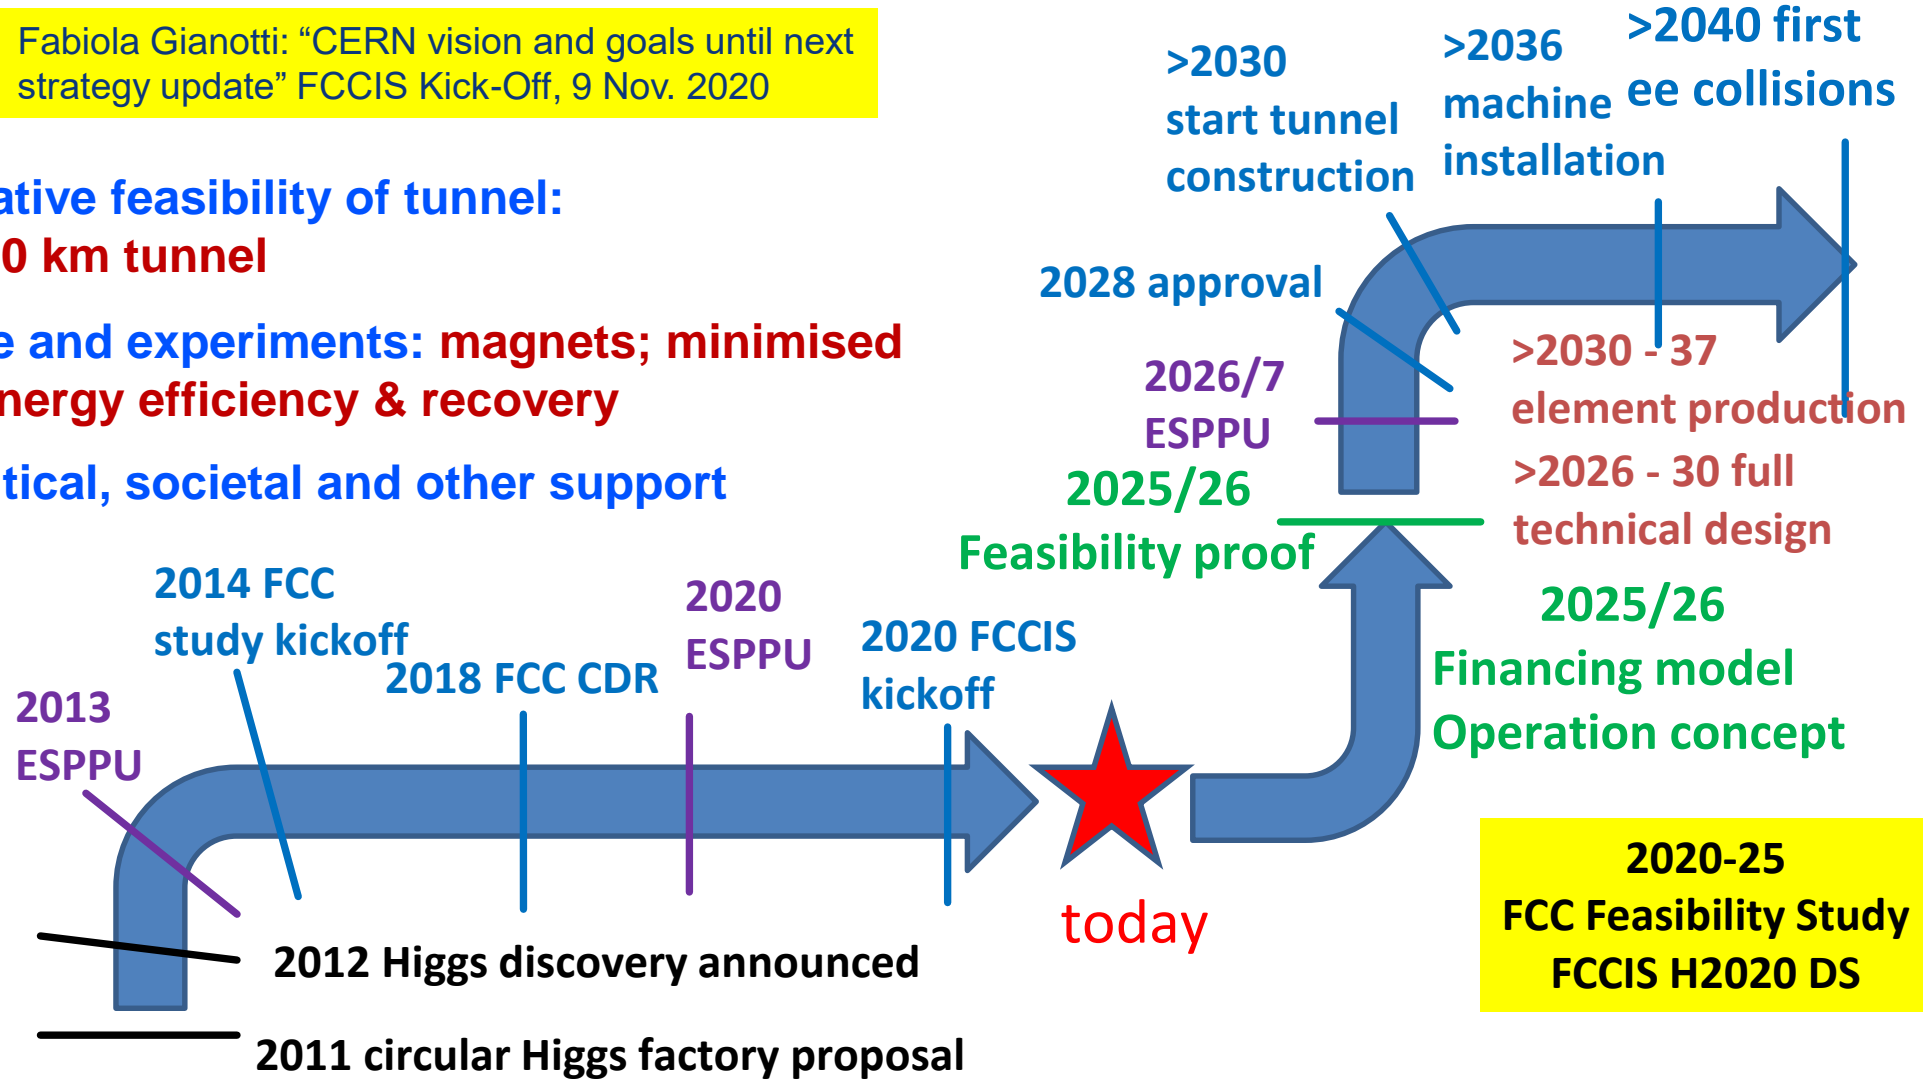 Fabiola Gianotti: “CERN vision and goals until next
strategy update” FCCIS Kick-Off, 9 Nov. 2020
ative feasibility of tunnel:
0 km tunnel
e and experiments: magnets; minimised
nergy efficiency & recovery
tical, societal and other support
>2030
start tunnel
construction
>2036
machine
installation
>2040 first
ee collisions
2028 approval
2026/7
ESPPU
>2030 - 37
element production
>2026 - 30 full
technical design
2025/26
Feasibility proof
2025/26
Financing model
Operation concept
2014 FCC
study kickoff
2018 FCC CDR
2020
ESPPU
2020 FCCIS
kickoff
2013
ESPPU
today
2012 Higgs discovery announced
2011 circular Higgs factory proposal
2020-25
FCC Feasibility Study
FCCIS H2020 DS